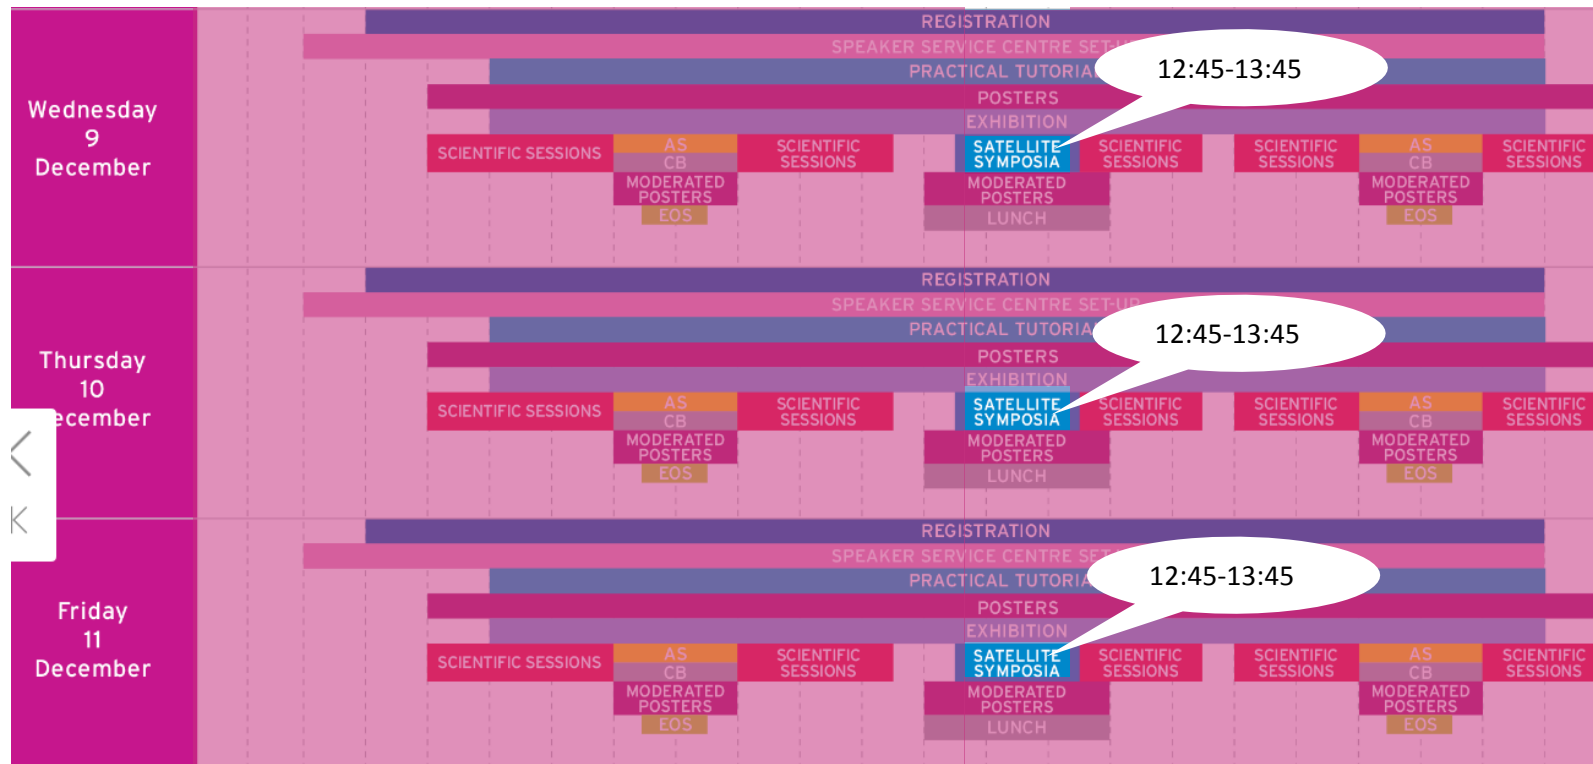 REGISTRATION
SPEAKER SERVICE CENTRE SET-UP
PRACTICAL TUTORIA
12:45-13:45
POSTERS
EXHIBITION
Wednesday
9
December
SCIENTIFIC SESSIONS
AS
CB
SCIENTIFIC
SESSIONS
SATELLITE
SYMPOSIA
SCIENTIFIC
SESSIONS
SCIENTIFIC
SESSIONS
AS
CB
SCIENTIFIC
SESSIONS
MODERATED
POSTERS
MODERATED
POSTERS
MODERATED
POSTERS
EOS
LUNCH
EOS
REGISTRATION
SPEAKER SERVICE CENTRE SET-UP
PRACTICAL TUTORIA
12:45-13:45
POSTERS
EXHIBITION
Thursday
10
ecember
SCIENTIFIC SESSIONS
AS
CB
SCIENTIFIC
SESSIONS
SATELLITE
SYMPOSIA
SCIENTIFIC
SESSIONS
SCIENTIFIC
SESSIONS
AS
CB
SCIENTIFIC
SESSIONS
MODERATED
POSTERS
MODERATED
POSTERS
MODERATED
POSTERS
EOS
LUNCH
EOS
REGISTRATION
SPEAKER SERVICE CENTRE SE
PRACTICAL TUTORIA
12:45-13:45
POSTERS
EXHIBITION
Friday
11
December
SCIENTIFIC SESSIONS
AS
CB
SCIENTIFIC
SESSIONS
SATELLITE
SYMPOSIA
SCIENTIFIC
SESSIONS
SCIENTIFIC
SESSIONS
AS
CB
SCIENTIFIC
SESSIONS
MODERATED
POSTERS
MODERATED
POSTERS
MODERATED
POSTERS
EOS
LUNCH
EOS